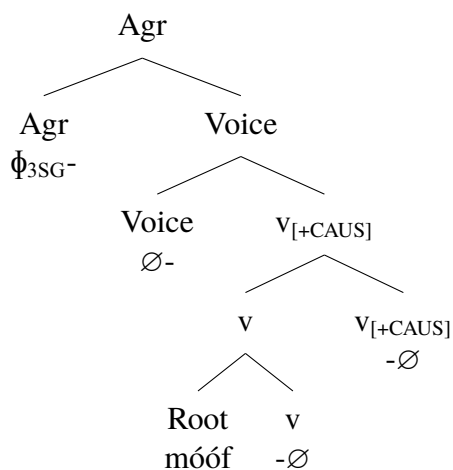 Agr
Agr Voice
ϕ3SG-
Voice v[+CAUS]
∅-
v v[+CAUS]
-∅
Root v
móóf -∅